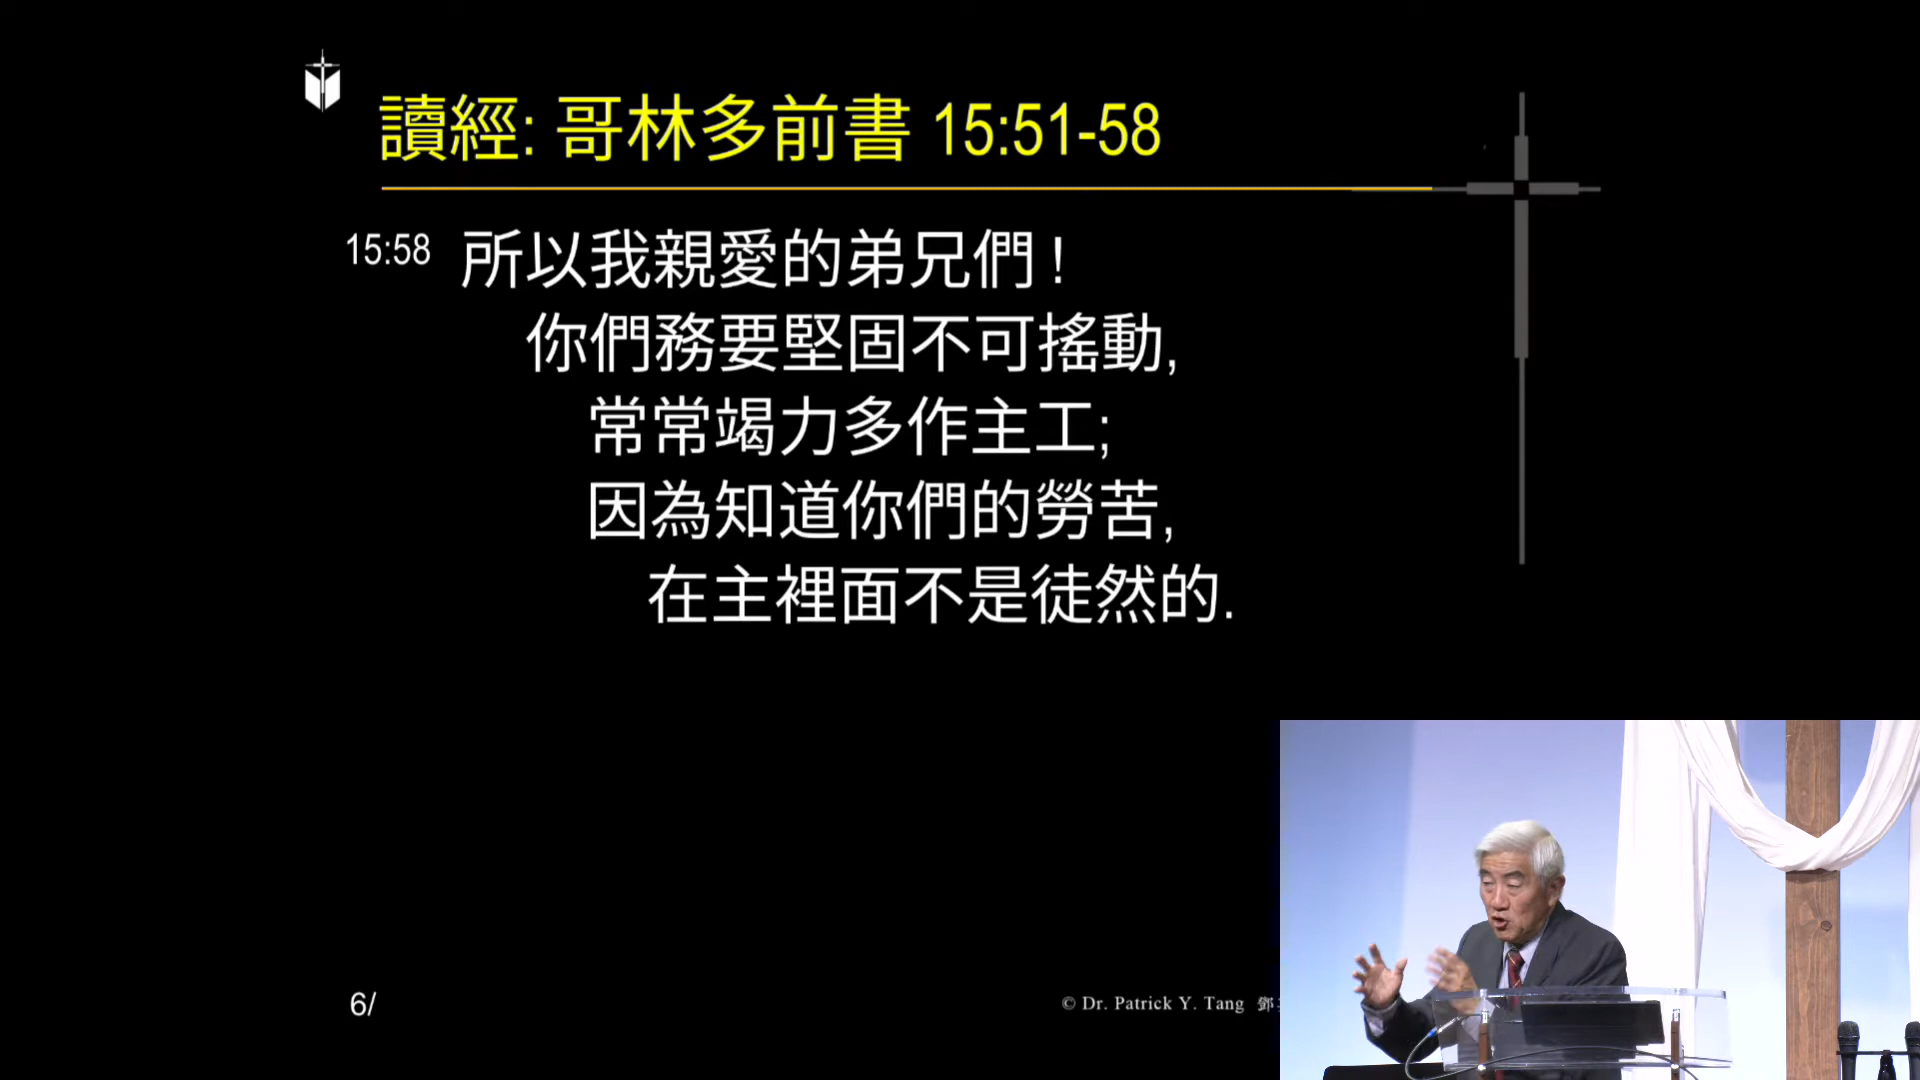 讀經: 哥林多前書 15:51-58
15:58 所以我親愛的弟兄們!
你們務要堅固不可搖動,
常常竭力多作主工;
因為知道你們的勞苦,
在主裡面不是徒然的.
6/
© Dr. Patrick Y. Tang 鄧